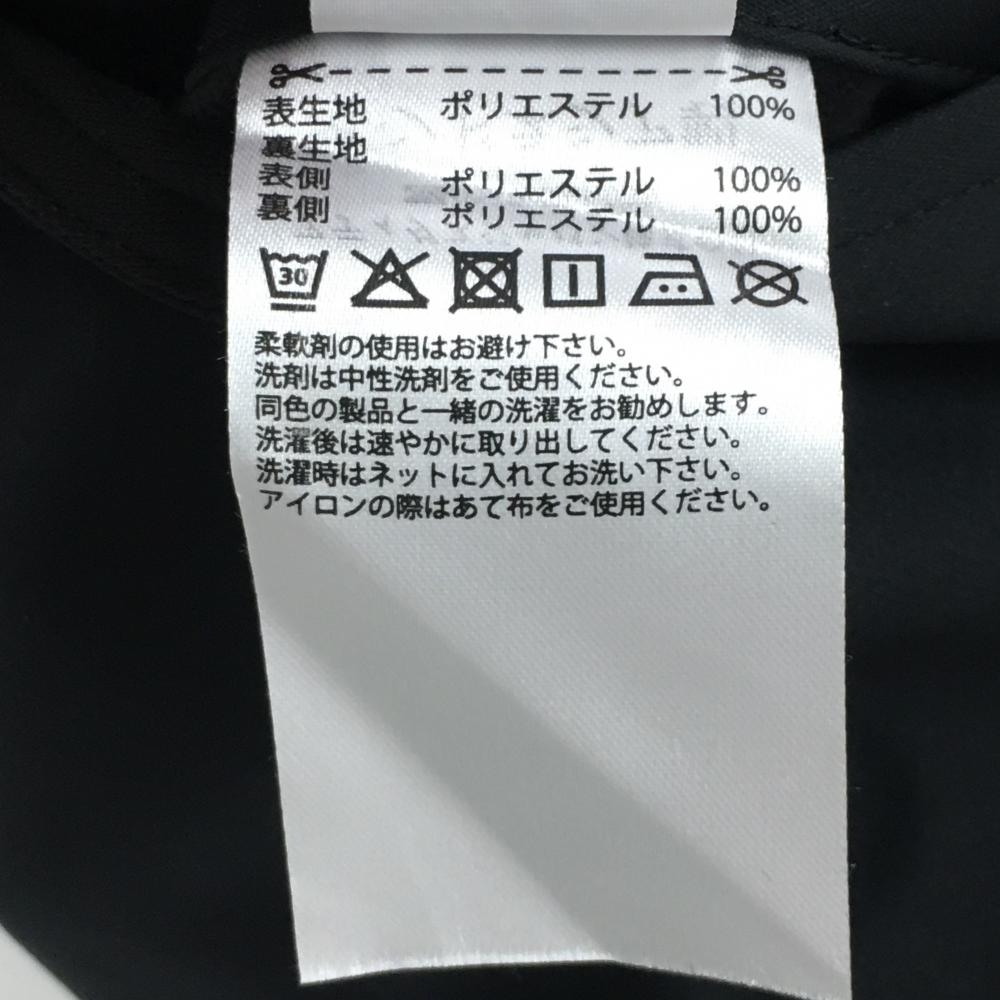 表生地 ポリエステル 100%
裏生地
表側 ポリエステル 100%
裏側 ポリエステル 100%
30
柔軟剤の使用はお避け下さい。
洗剤は中性洗剤をご使用ください。
同色の製品と一緒の洗濯をお勧めします。
洗濯後は速やかに取り出してください。
洗濯時はネットに入れてお洗い下さい。
アイロンの際はあて布をご使用ください。